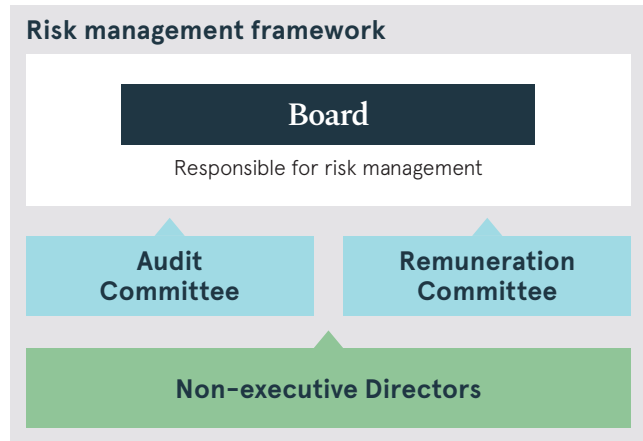 Risk management framework
Board
Responsible for risk management
Audit
Committee
Remuneration
Committee
Non-executive Directors